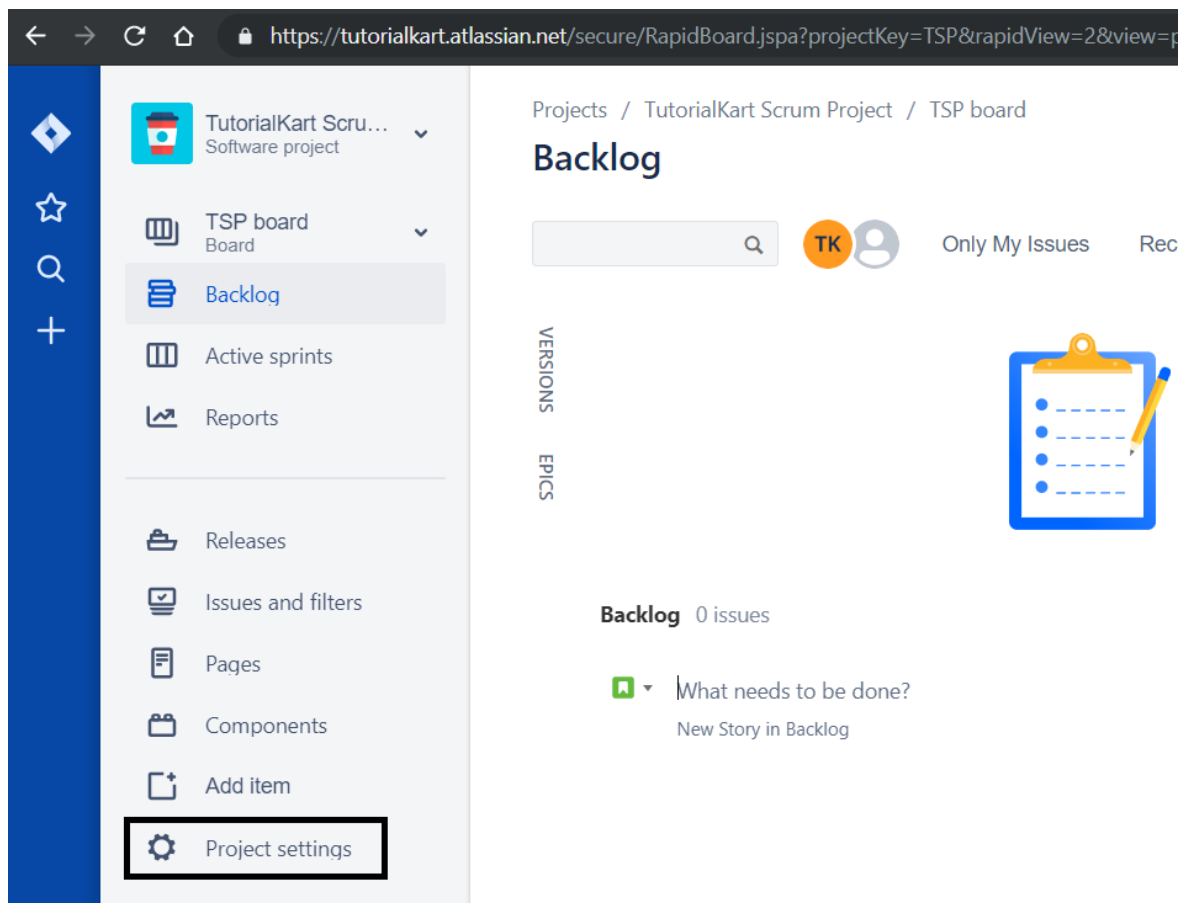 https://tutorialkart.atlassian.net/secure/RapidBoard.jspa?projectKey=TSP&rapidView=2&view=p
TutorialKart Scru...
Software project
TSP board
Board
Backlog
Active sprints
Reports
Releases
Issues and filters
Pages
Components
Add item
Project settings
Projects / TutorialKart Scrum Project / TSP board
Backlog
TK
Only My Issues
Rec
VERSIONS
EPICS
Backlog 0 issues
What needs to be done?
New Story in Backlog